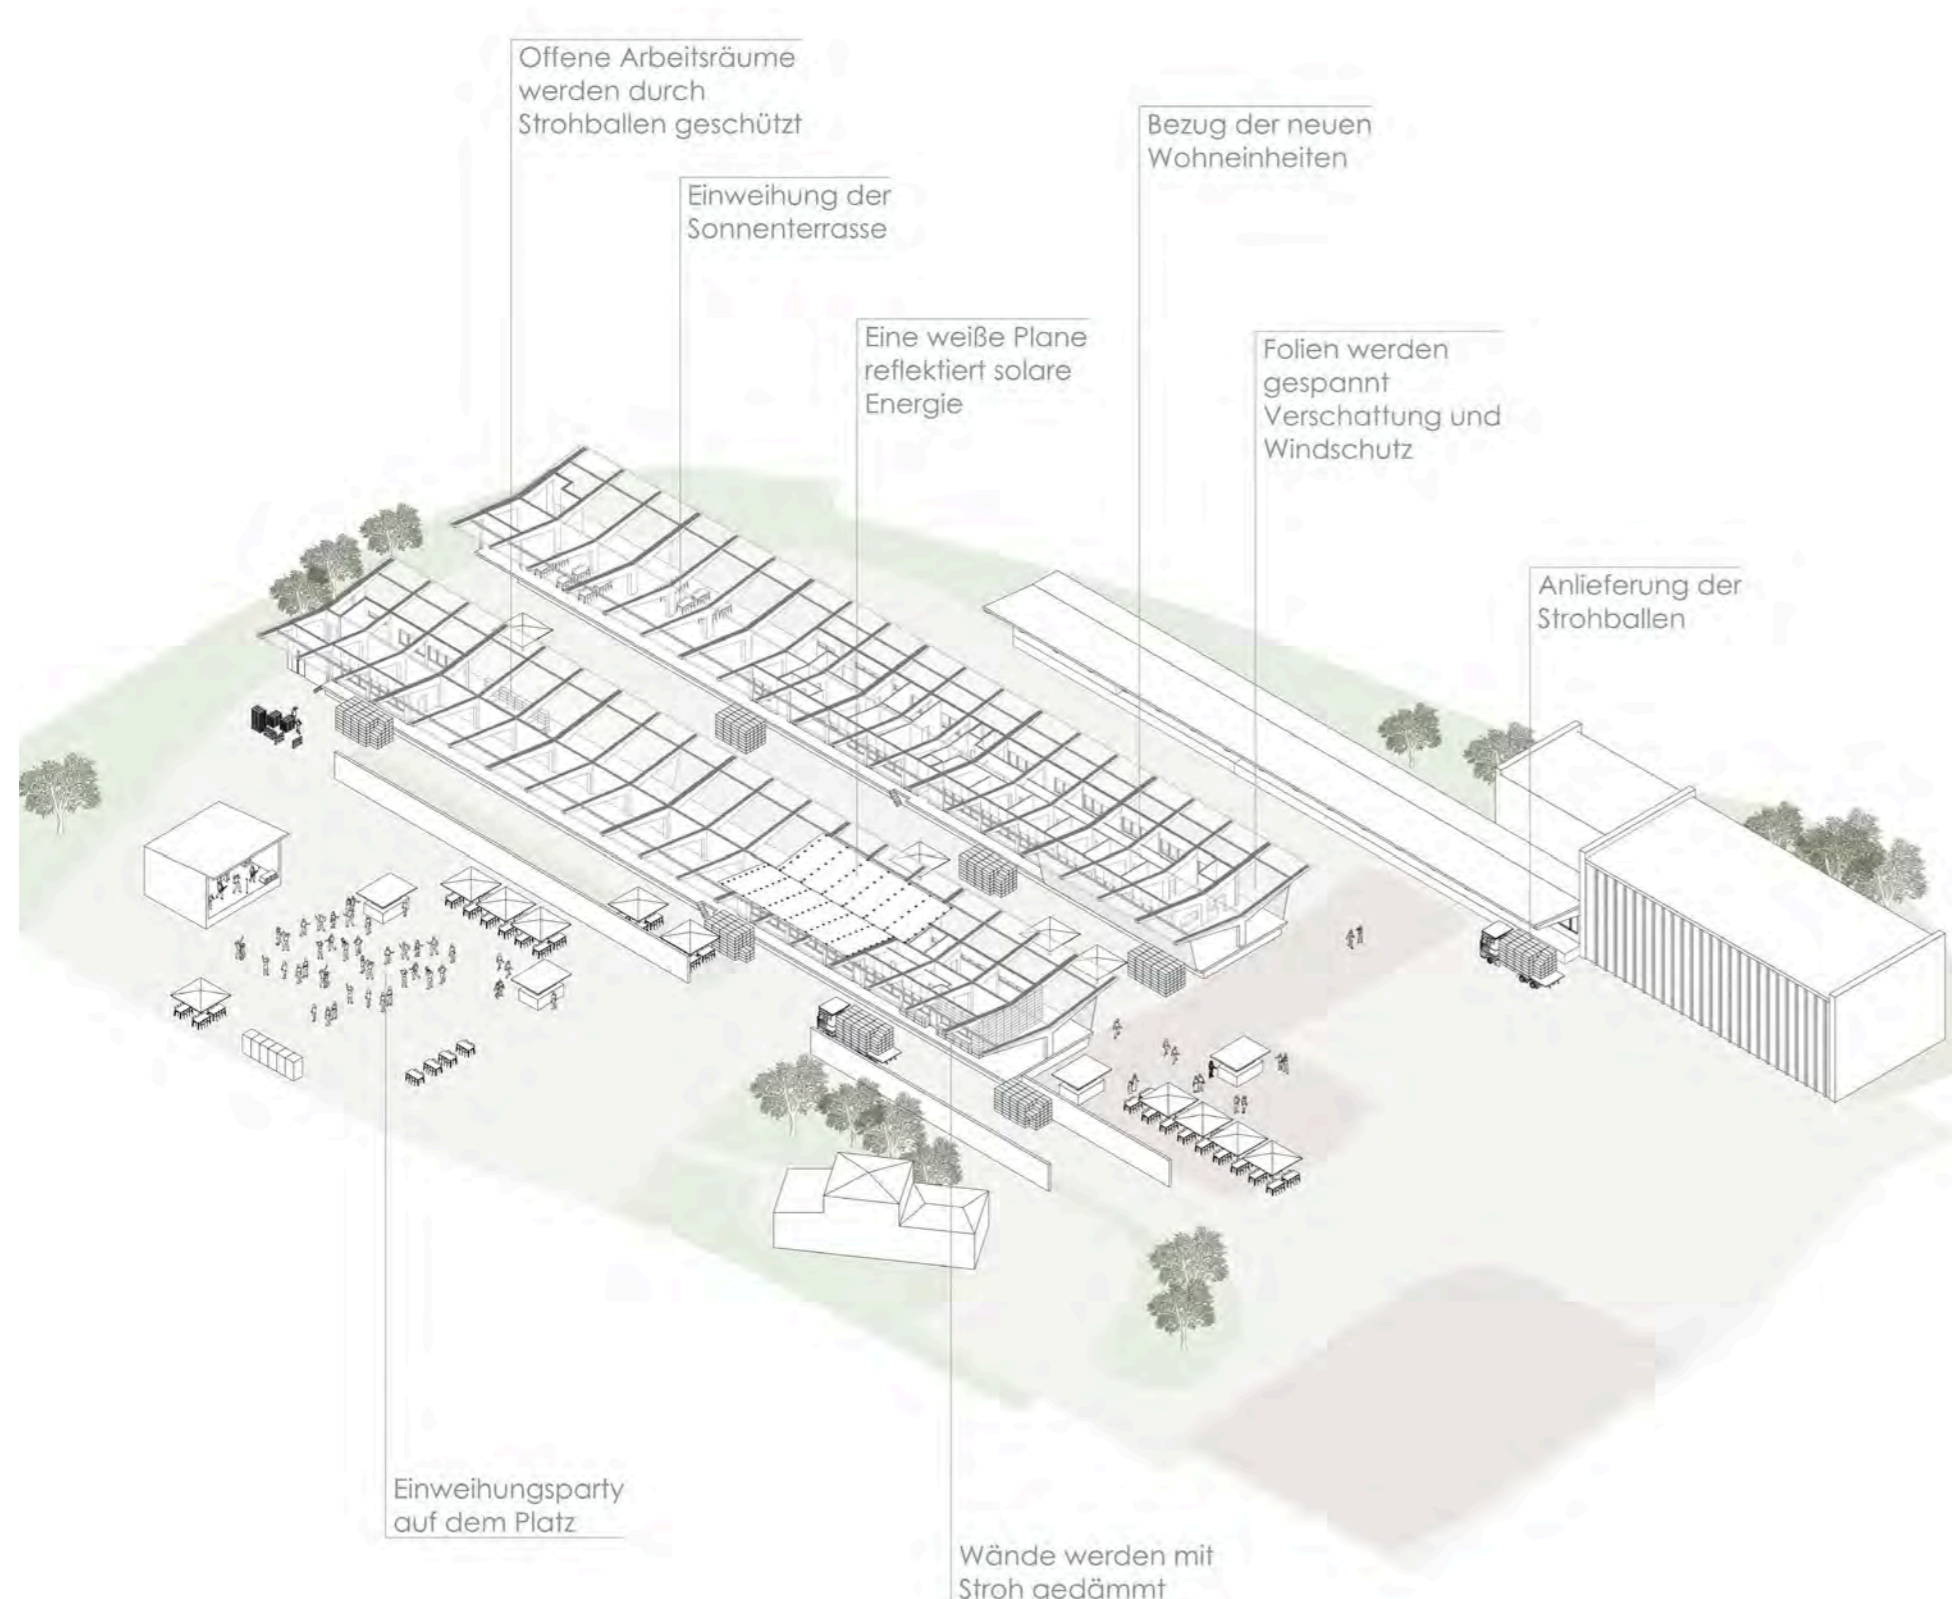 Offene Arbeitsräume
werden durch
Strohballen geschützt
Bezug der neuen
Wohneinheiten
Einweihung der
Sonnenterrasse
Eine weiße Plane
reflektiert solare
Energie
Folien werden
gespannt
Verschattung und
Windschutz
Anlieferung der
Strohballen
Einweihungsparty
auf dem Platz
Wände werden mit
Stroh gedämmt